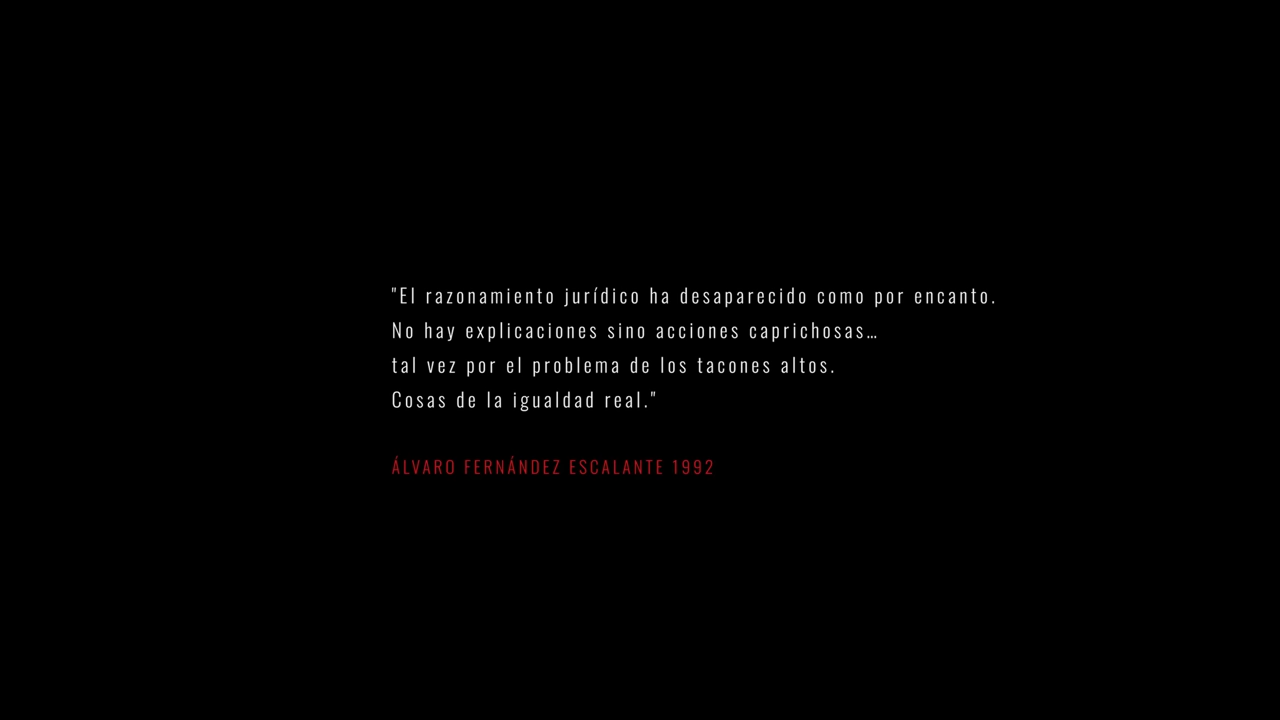 "El razonamiento jurídico ha desaparecido como por encanto.
No hay explicaciones sino acciones caprichosas…
tal vez por el problema de los tacones altos.
Cosas de la igualdad real."
ÁLVARO FERNÁNDEZ ESCALANTE 1992